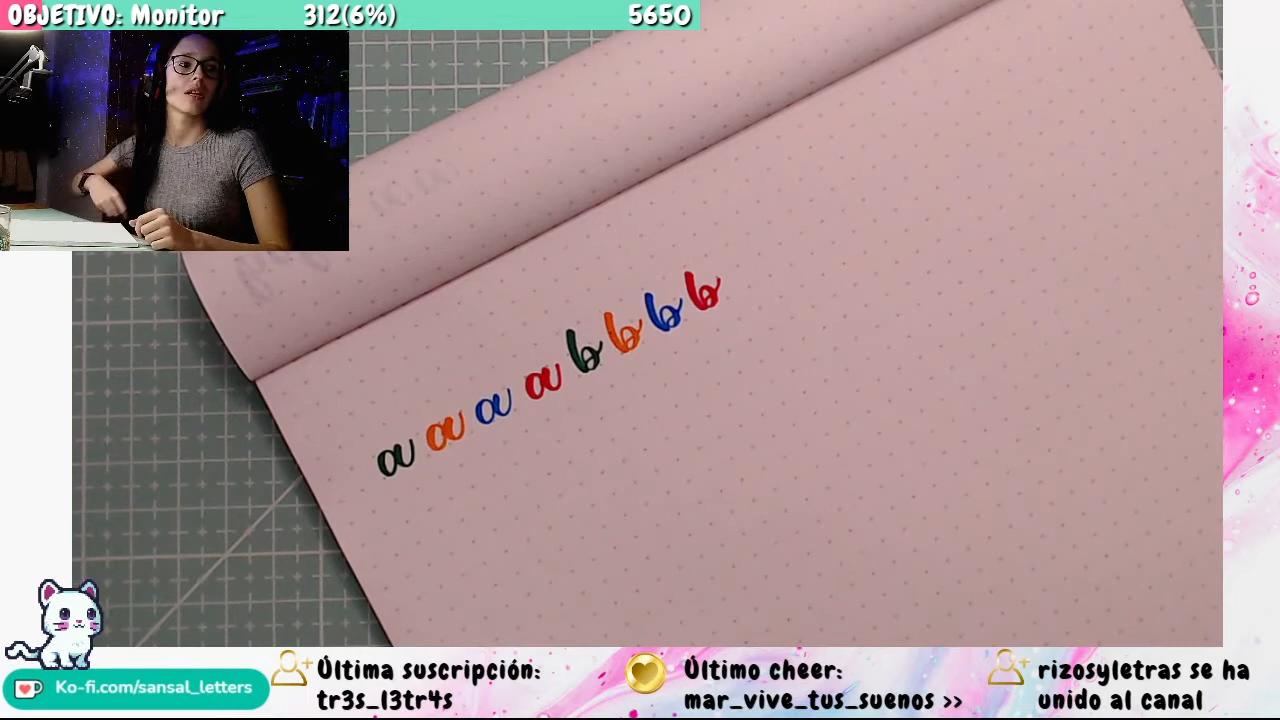 OBJETIVO: Monitor 312(6%) 5650
a a a a b b b b
Ko-fi.com/sansal_letters
Última suscripción:
tr3s_l3tr4s
Último cheer:
mar_vive_tus_suenos >>
rizosyletras se ha
unido al canal